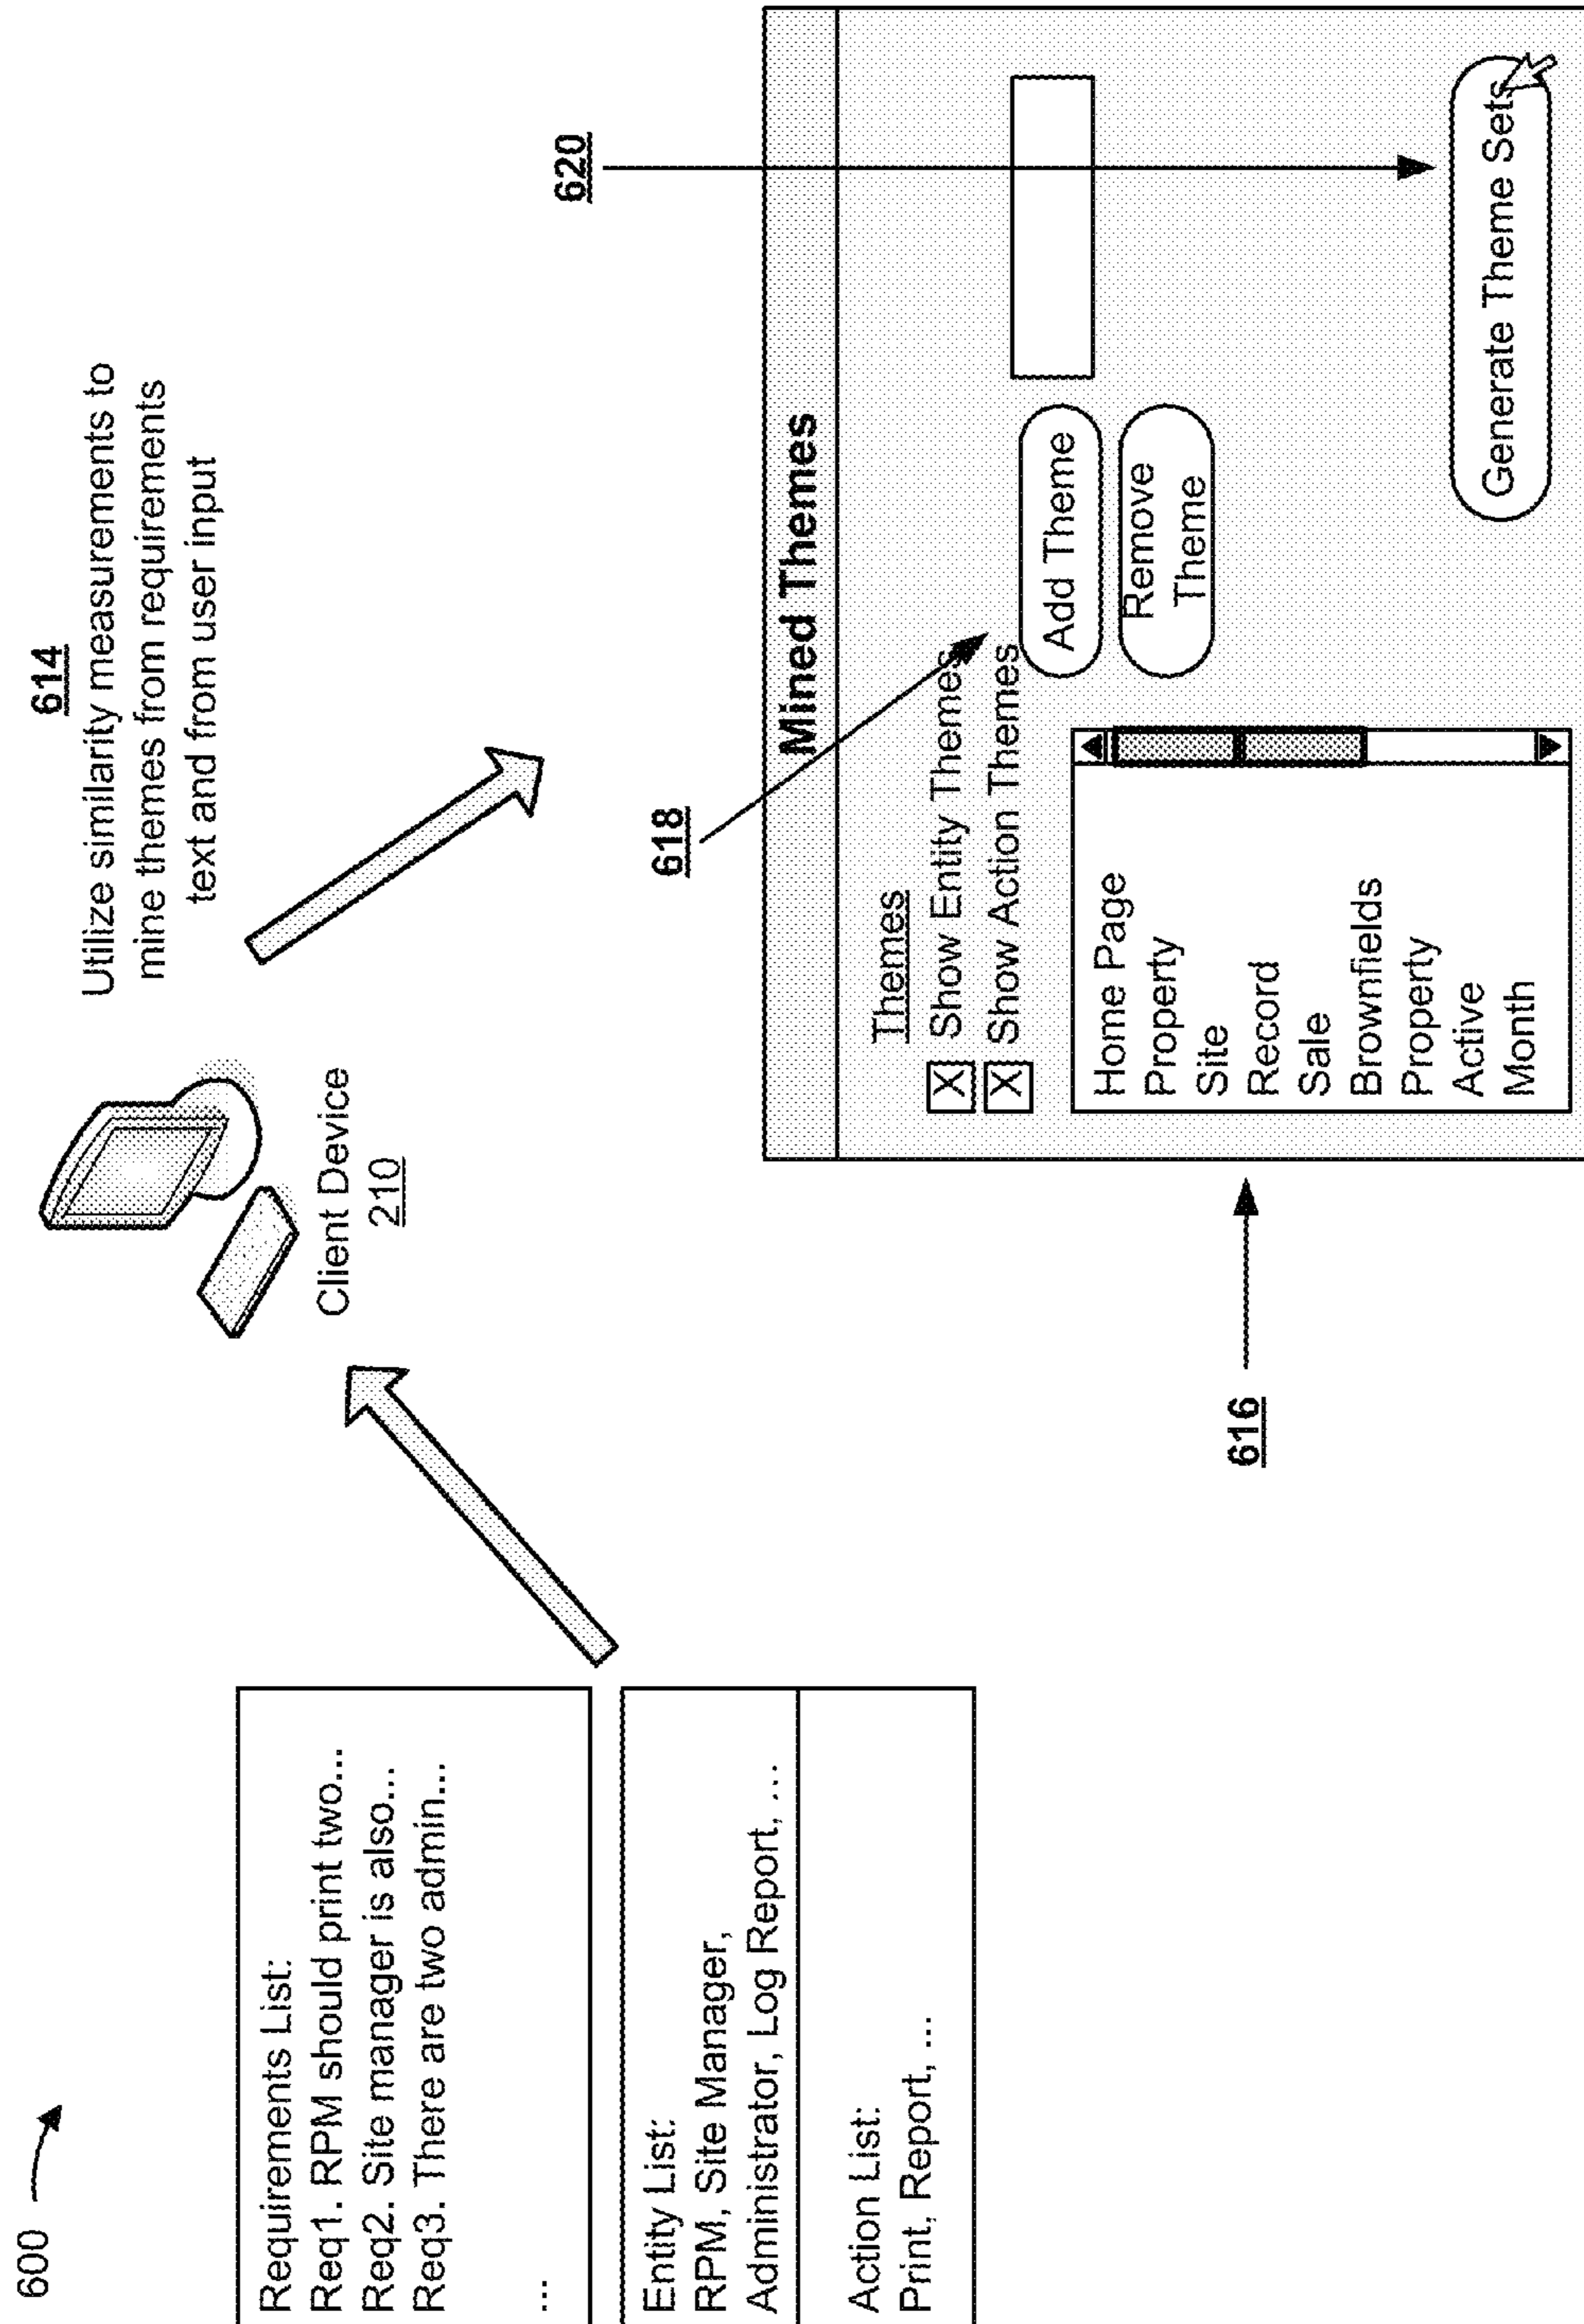 600
Requirements List:
Req1. RPM should print two...
Req2. Site manager is also...
Req3. There are two admin...
...
Entity List:
RPM, Site Manager,
Administrator, Log Report, ...
Action List:
Print, Report, ...
Client Device
210
614
Utilize similarity measurements to
mine themes from requirements
text and from user input
616
618
620
Mined Themes
Themes
X Show Entity Themes
X Show Action Themes
Home Page
Property
Site
Record
Sale
Brownfields
Property
Active
Month
Add Theme
Remove
Theme
Generate Theme Sets